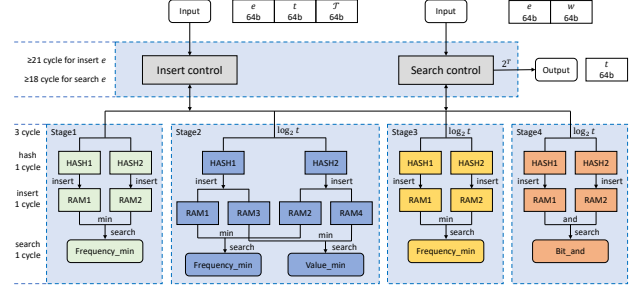 Input
e t 𝒯
64b 64b 64b
Input
e w
64b 64b
≥21 cycle for insert e
≥18 cycle for search e
Insert control
Search control
2^T
Output
t
64b
3 cycle
hash
1 cycle
insert
1 cycle
search
1 cycle
Stage1
HASH1 HASH2
insert insert
RAM1 RAM2
min
search
Frequency_min
Stage2
log₂ t
HASH1 HASH2
insert insert
RAM1 RAM3 RAM2 RAM4
min min
search search
Frequency_min Value_min
Stage3
log₂ t
HASH1 HASH2
insert insert
RAM1 RAM2
min
search
Frequency_min
Stage4
log₂ t
HASH1 HASH2
insert insert
RAM1 RAM2
and
search
Bit_and